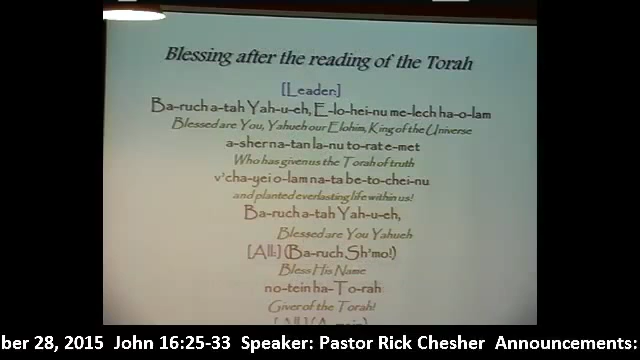 Blessing after the reading of the Torah
[Leader:]
Ba-ruch a-tah Yah-u-eh, E-lo-hei-nu me-lech ha-o-lam
Blessed are You, Yahueh our Elohim, King of the Universe
a-sher na-tan la-nu to-rat e-met
Who has given us the Torah of truth
v'cha-yei o-lam na-ta be-to-chei-nu
and planted everlasting life within us!
Ba-ruch a-tah Yah-u-eh,
Blessed are You Yahueh
[All:] (Ba-ruch Sh'mo!)
Bless His Name
no-tein ha-To-rah
Giver of the Torah!
ber 28, 2015 John 16:25-33 Speaker: Pastor Rick Chesher Announcements: